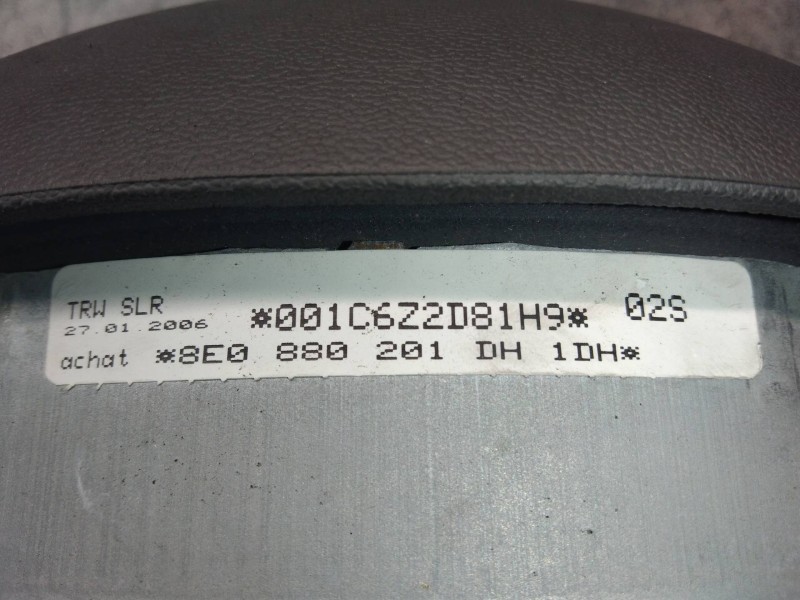 TRW SLR *001C6Z2D81H9* 02S
27.01.2006
achat *8E0 880 201 DH 1DH*